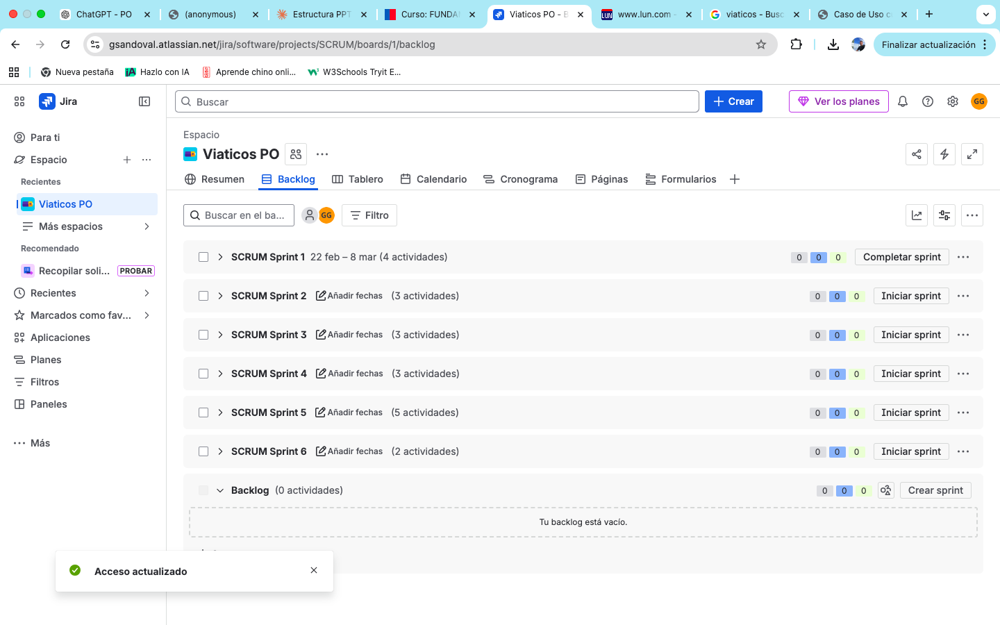 ChatGPT - PO
(anonymous)
Estructura PPT
Curso: FUNDA
Viaticos PO - B
www.lun.com -
viaticos - Busc
Caso de Uso c
gsandoval.atlassian.net/jira/software/projects/SCRUM/boards/1/backlog
Finalizar actualización
Nueva pestaña
Hazlo con IA
Aprende chino onli...
W3Schools Tryit E...
Jira
Buscar
Crear
Ver los planes
GG
Para ti
Espacio
Recientes
Viaticos PO
Más espacios
Recomendado
Recopilar soli... PROBAR
Recientes
Marcados como fav...
Aplicaciones
Planes
Filtros
Paneles
Más
Espacio
Viaticos PO
Resumen
Backlog
Tablero
Calendario
Cronograma
Páginas
Formularios
Buscar en el ba...
GG
Filtro
SCRUM Sprint 1 22 feb – 8 mar (4 actividades) 0 0 0 Completar sprint
SCRUM Sprint 2 Añadir fechas (3 actividades) 0 0 0 Iniciar sprint
SCRUM Sprint 3 Añadir fechas (3 actividades) 0 0 0 Iniciar sprint
SCRUM Sprint 4 Añadir fechas (3 actividades) 0 0 0 Iniciar sprint
SCRUM Sprint 5 Añadir fechas (5 actividades) 0 0 0 Iniciar sprint
SCRUM Sprint 6 Añadir fechas (2 actividades) 0 0 0 Iniciar sprint
Backlog (0 actividades) 0 0 0 Crear sprint
Tu backlog está vacío.
Acceso actualizado